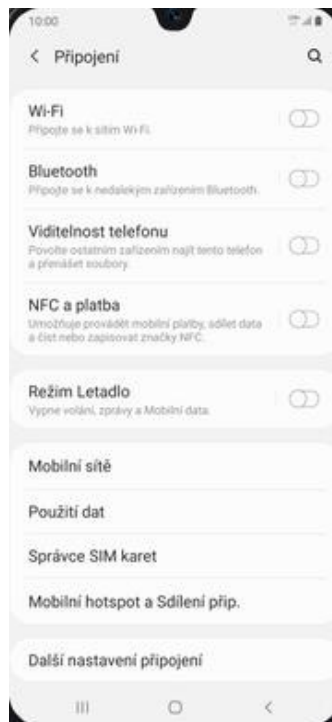 10:00
Připojení
Wi-Fi
Připojte se k sítím Wi-Fi.
Bluetooth
Připojte se k nedalekým zařízením Bluetooth.
Viditelnost telefonu
Povolte ostatním zařízením najít tento telefon
a přenášet soubory.
NFC a platba
Umožňuje provádět mobilní platby, sdílet data
a číst nebo zapisovat značky NFC.
Režim Letadlo
Vypne volání, zprávy a Mobilní data.
Mobilní sítě
Použití dat
Správce SIM karet
Mobilní hotspot a Sdílení přip.
Další nastavení připojení